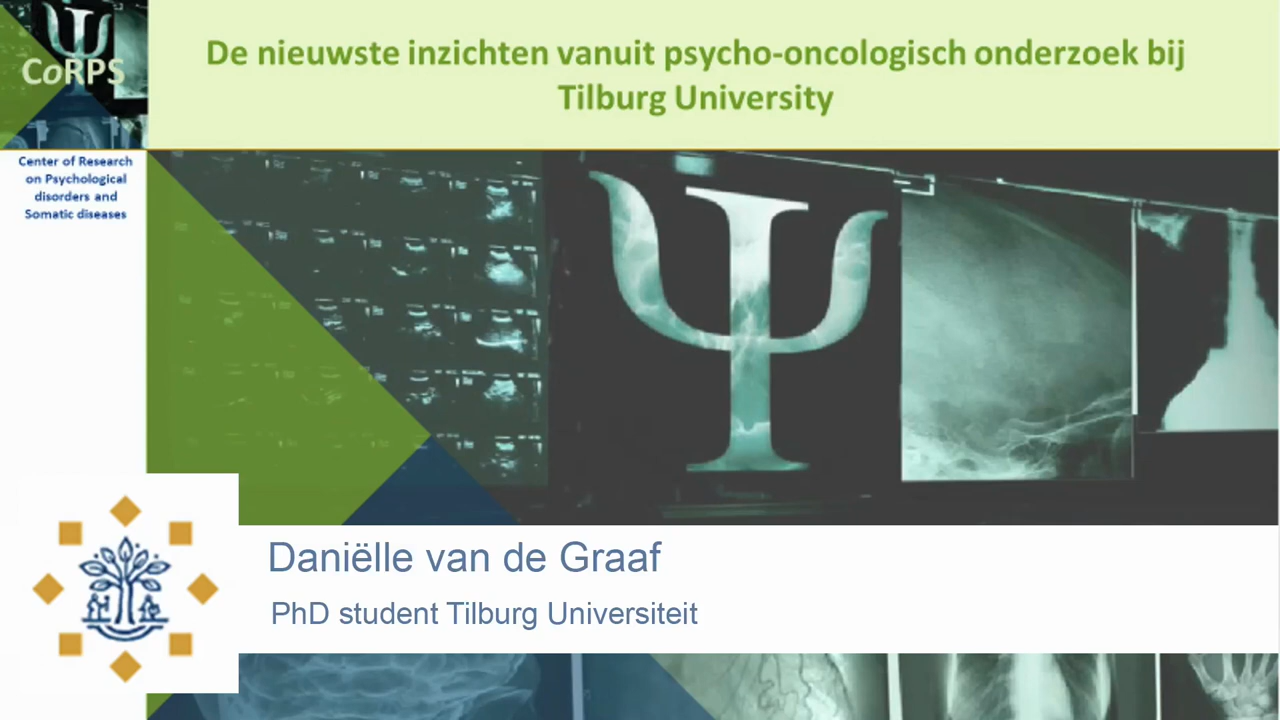 CoRPS
De nieuwste inzichten vanuit psycho-oncologisch onderzoek bij
Tilburg University
Center of Research
on Psychological
disorders and
Somatic diseases
Ψ
Daniëlle van de Graaf
PhD student Tilburg Universiteit